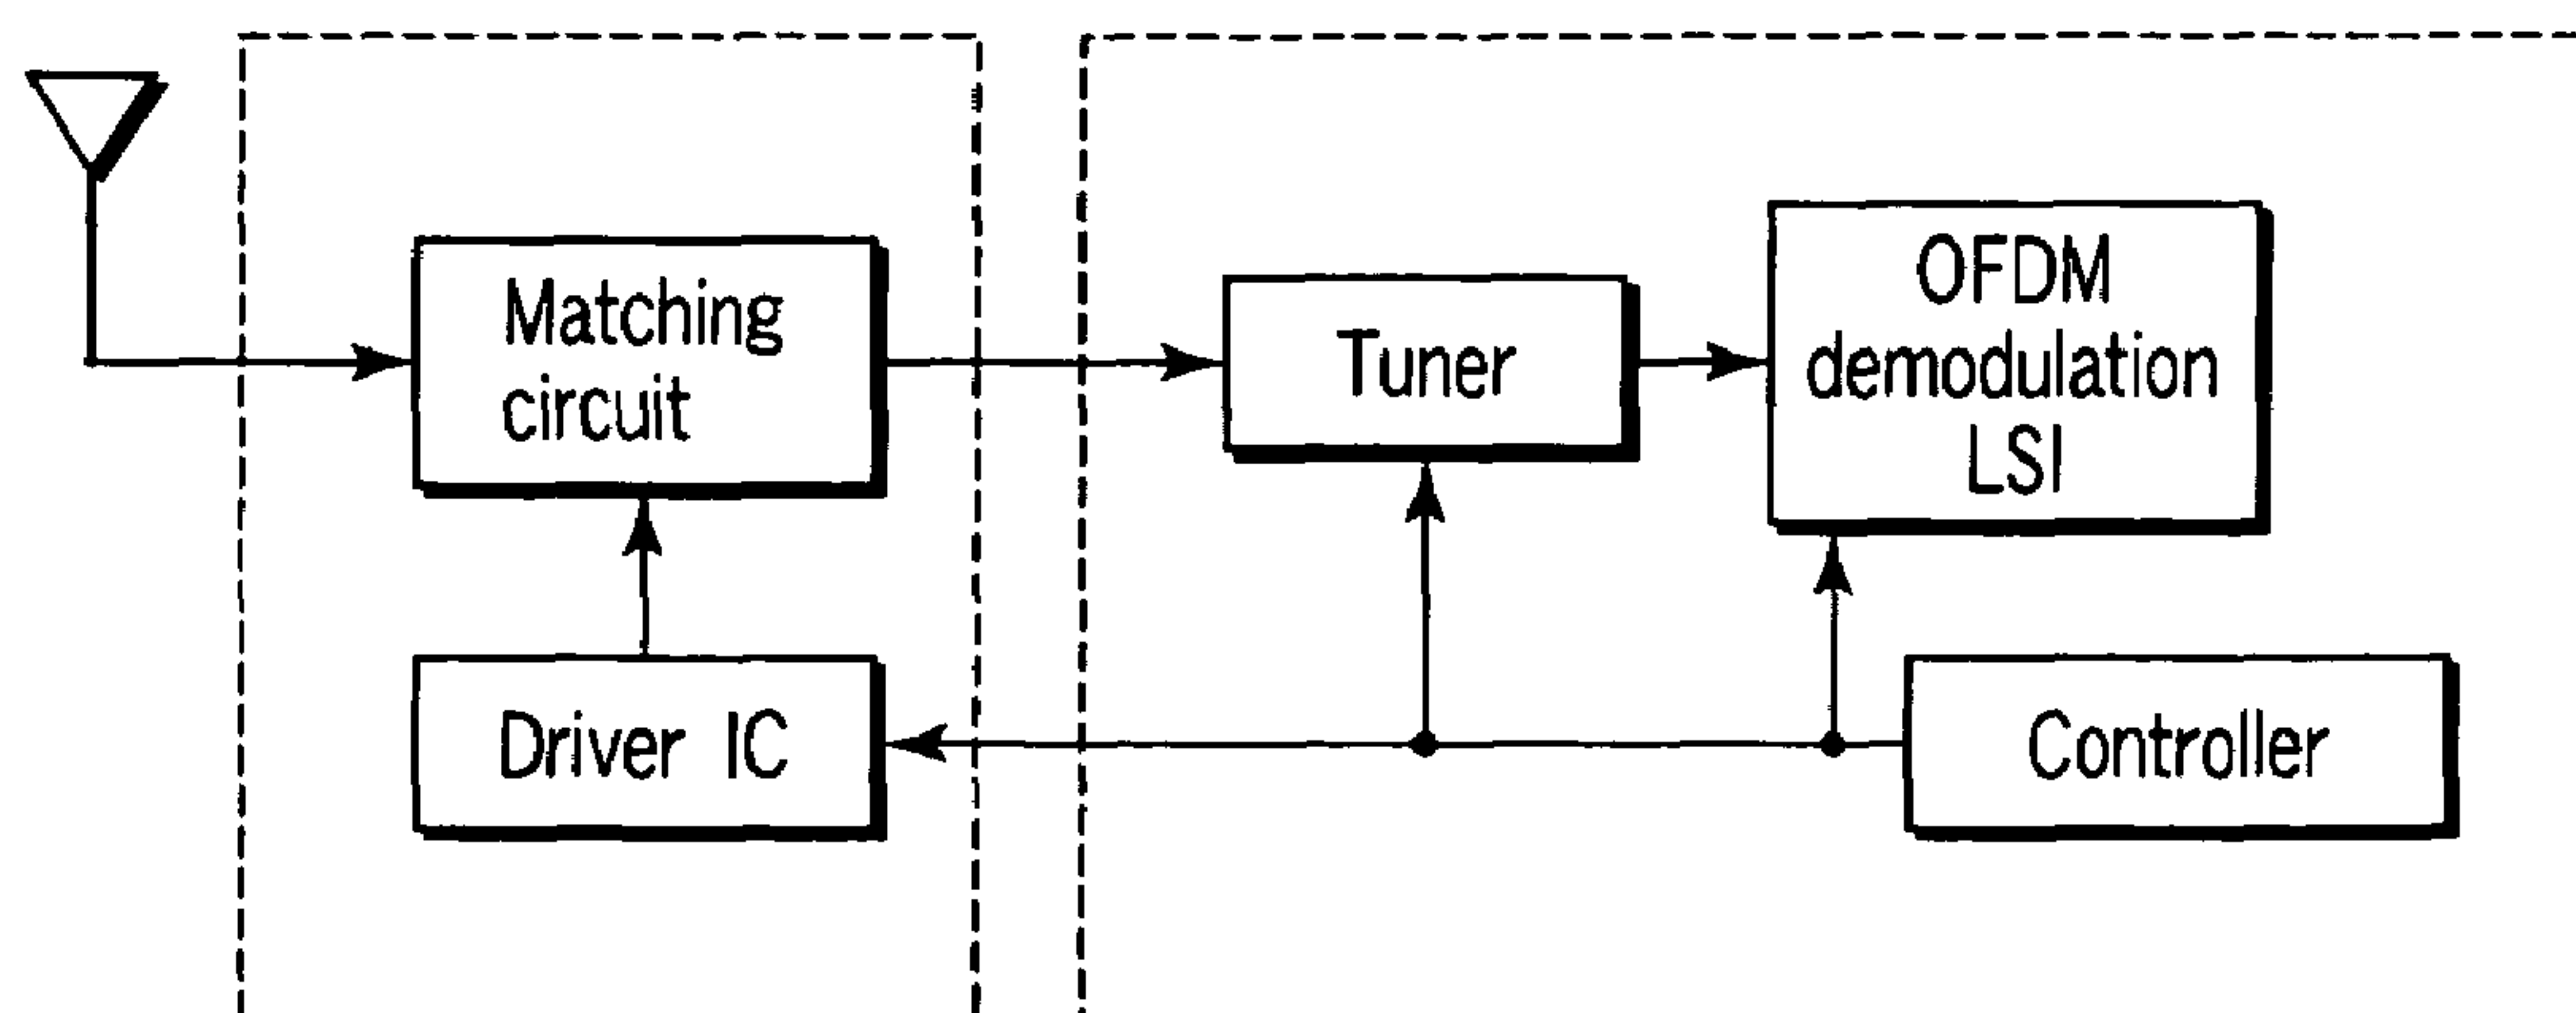 Matching
circuit
Tuner
OFDM
demodulation
LSI
Driver IC
Controller